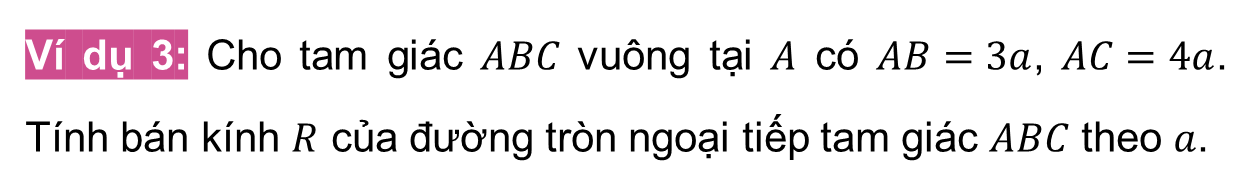 Ví dụ 3: Cho tam giác ABC vuông tại A có AB = 3a, AC = 4a.
Tính bán kính R của đường tròn ngoại tiếp tam giác ABC theo a.